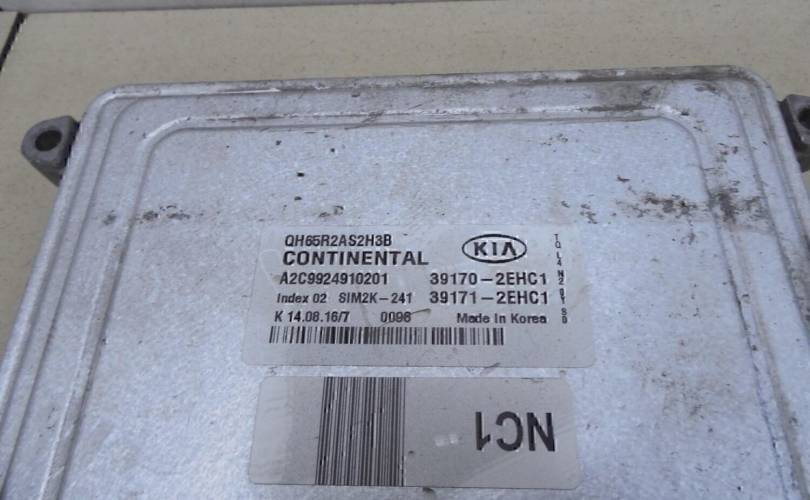 QH65R2AS2H3B
CONTINENTAL KIA
A2C9924910201 39170-2EHC1
Index 02 SIM2K-241 39171-2EHC1
K 14.08.16/7 0096 Made In Korea
NC1